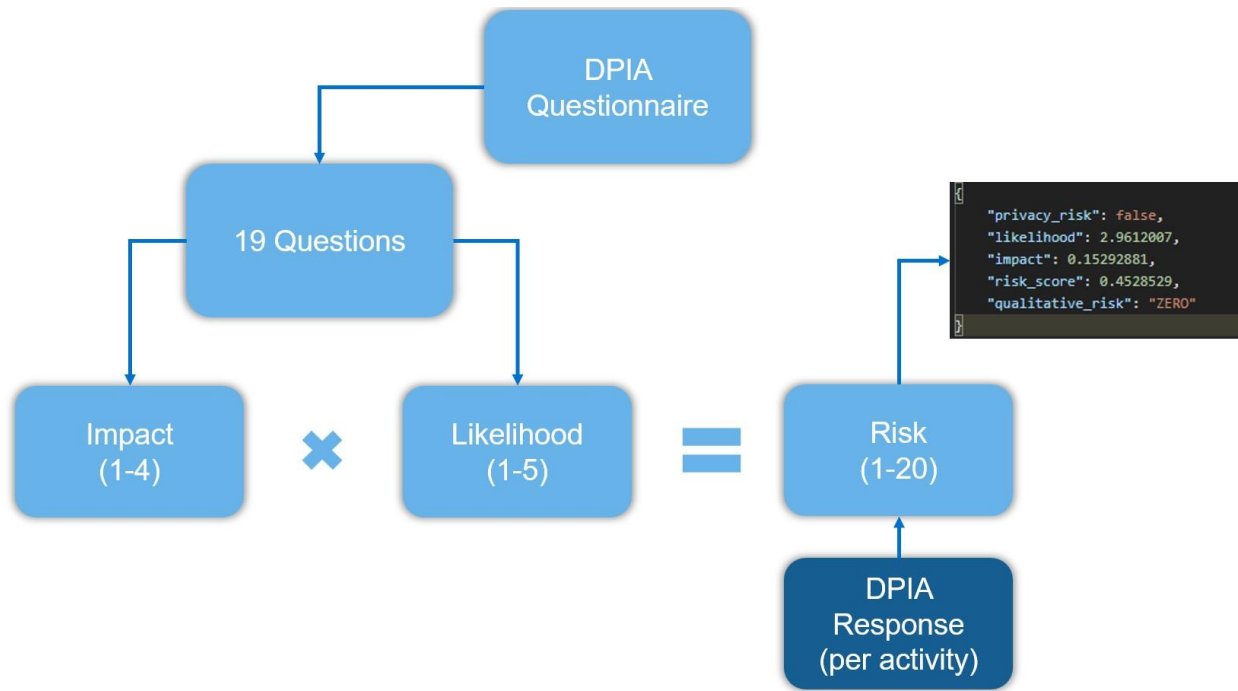 DPIA
Questionnaire
19 Questions
{
"privacy_risk": false,
"likelihood": 2.9612007,
"impact": 0.15292881,
"risk_score": 0.4528529,
"qualitative_risk": "ZERO"
}
Impact
(1-4)
Likelihood
(1-5)
Risk
(1-20)
DPIA
Response
(per activity)